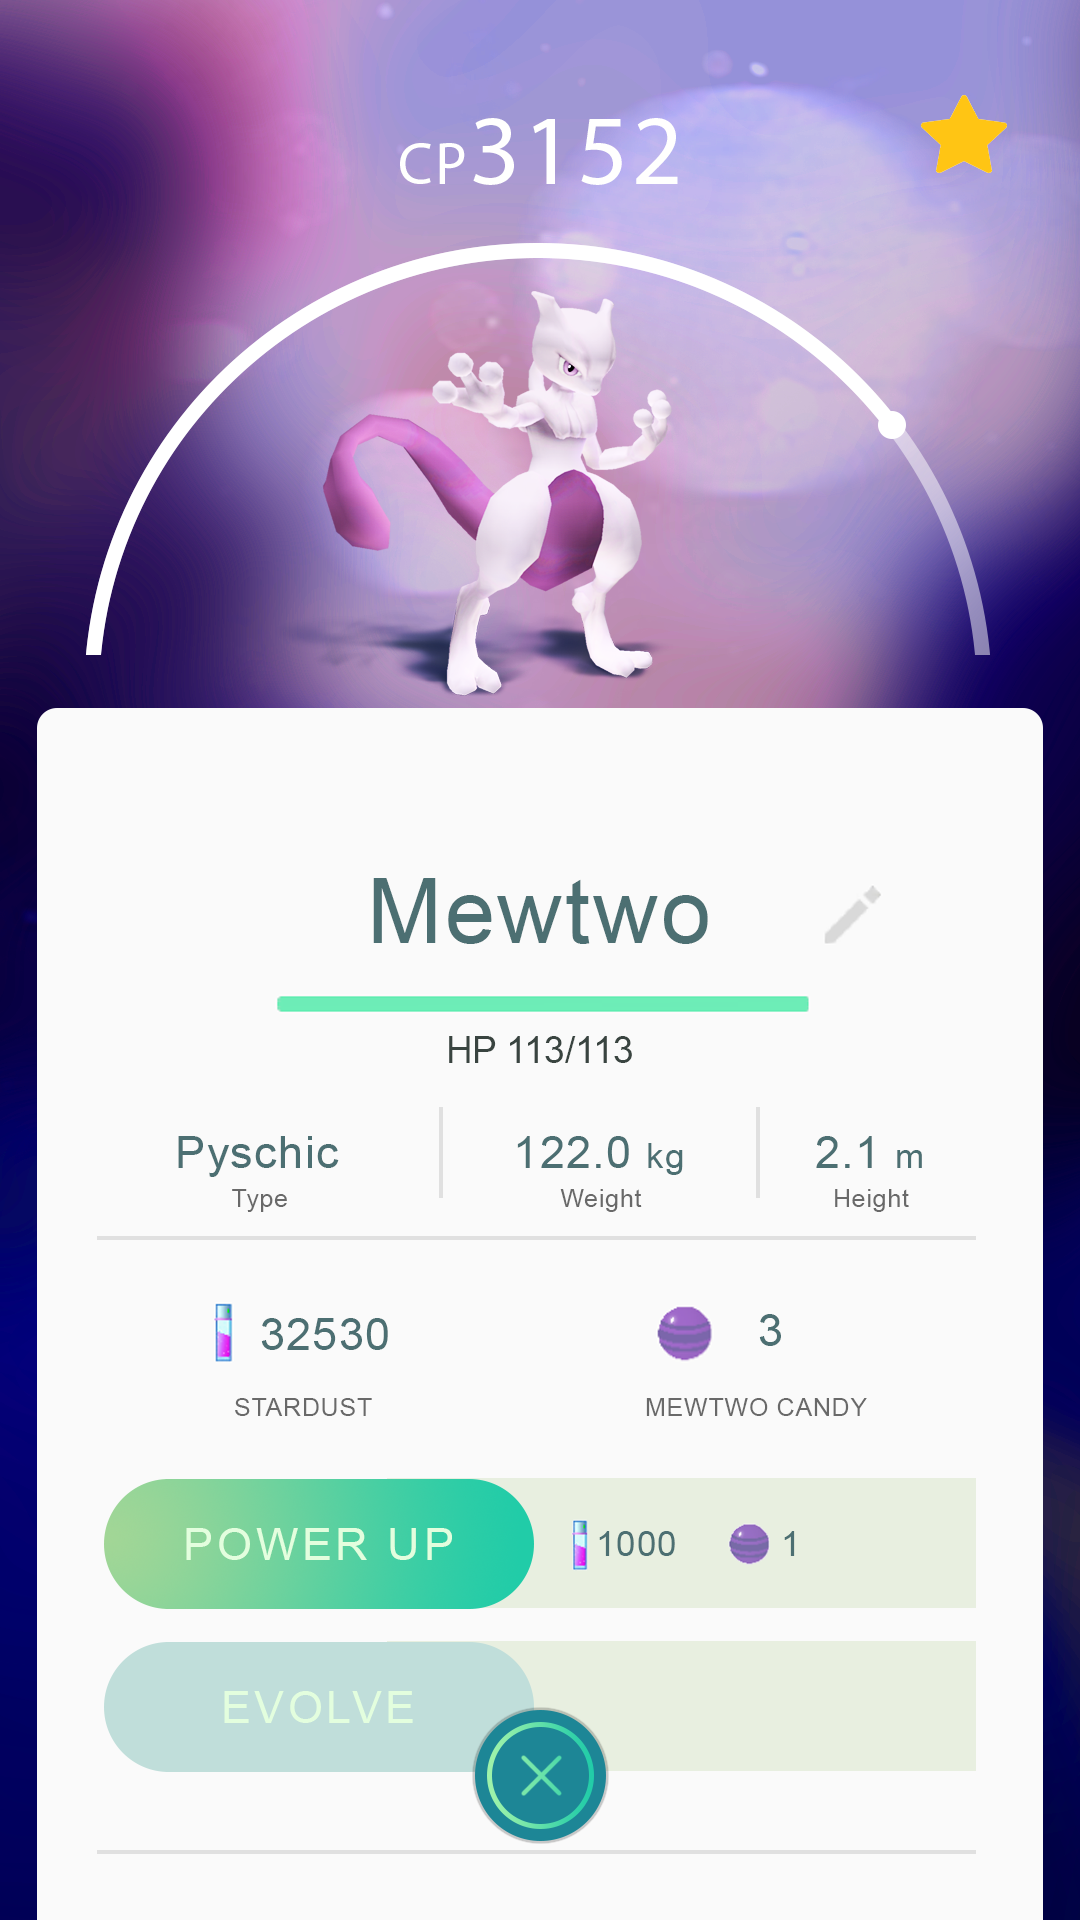 CP3152
Mewtwo
HP 113/113
Pyschic 122.0 kg 2.1 m
Type Weight Height
32530 3
STARDUST MEWTWO CANDY
POWER UP 1000 1
EVOLVE